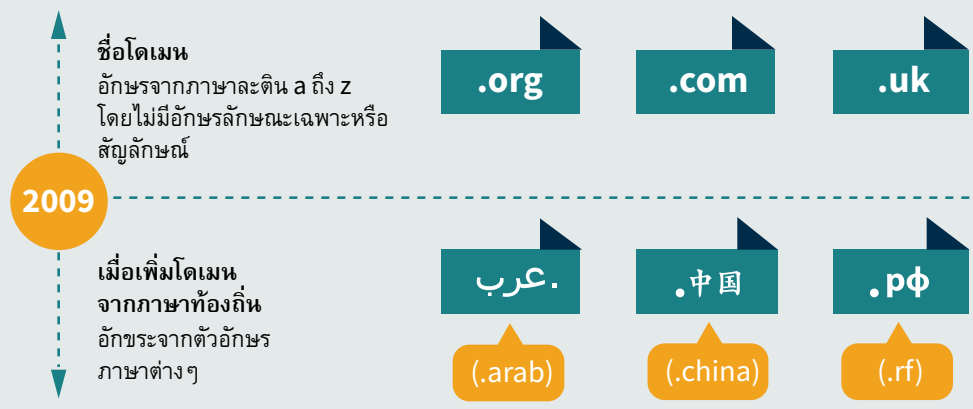 ชื่อโดเมน
อักษรจากภาษาละติน a ถึง z
โดยไม่มีอักษรลักษณะเฉพาะหรือ
สัญลักษณ์
.org
.com
.uk
2009
เมื่อเพิ่มโดเมน
จากภาษาท้องถิ่น
อักขระจากตัวอักษร
ภาษาต่างๆ
.عرب
.中国
.рф
(.arab)
(.china)
(.rf)